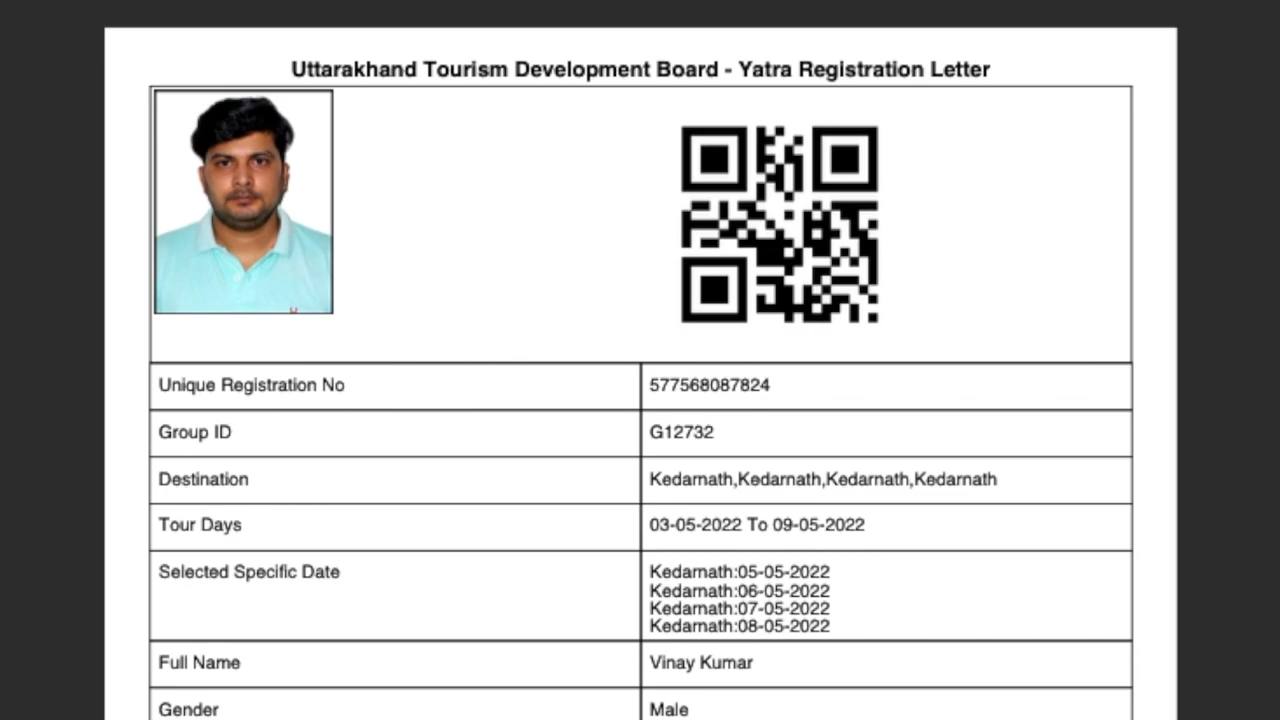 Uttarakhand Tourism Development Board - Yatra Registration Letter
Unique Registration No 577568087824
Group ID G12732
Destination Kedarnath,Kedarnath,Kedarnath,Kedarnath
Tour Days 03-05-2022 To 09-05-2022
Selected Specific Date Kedarnath:05-05-2022
Kedarnath:06-05-2022
Kedarnath:07-05-2022
Kedarnath:08-05-2022
Full Name Vinay Kumar
Gender Male